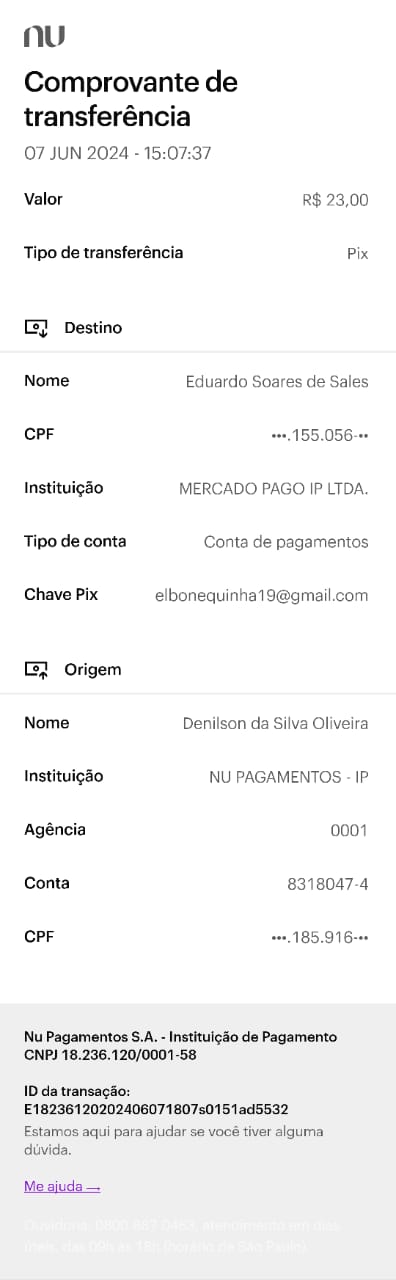 nu
Comprovante de
transferência
07 JUN 2024 - 15:07:37
Valor R$ 23,00
Tipo de transferência Pix
Destino
Nome Eduardo Soares de Sales
CPF •••.155.056-••
Instituição MERCADO PAGO IP LTDA.
Tipo de conta Conta de pagamentos
Chave Pix elbonequinha19@gmail.com
Origem
Nome Denilson da Silva Oliveira
Instituição NU PAGAMENTOS - IP
Agência 0001
Conta 8318047-4
CPF •••.185.916-••
Nu Pagamentos S.A. - Instituição de Pagamento
CNPJ 18.236.120/0001-58
ID da transação:
E18236120202406071807s0151ad5532
Estamos aqui para ajudar se você tiver alguma
dúvida.
Me ajuda →
Ouvidoria: 0800 887 0463, atendimento em dias
úteis, das 09h às 18h (horário de São Paulo).